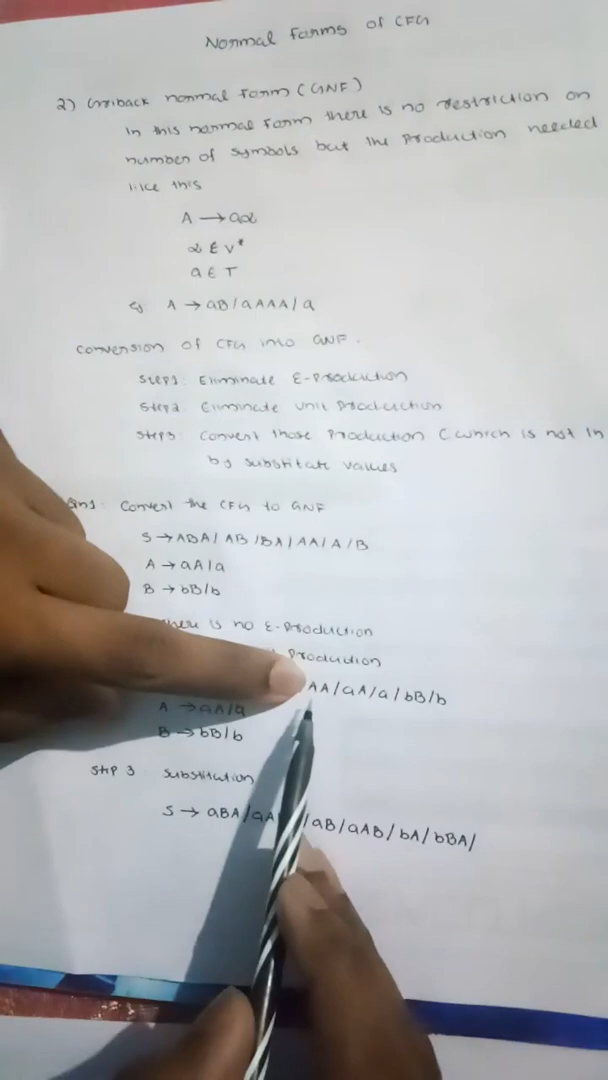 Normal forms of CFG
2) Griback normal form (GNF)
In this normal form there is no restriction on
number of symbols but the production needed
like this
A → aα
α ∈ V*
a ∈ T
eg A → aB/aAAA/a
Conversion of CFG into GNF.
Step1: Eliminate ε-production
Step2 Eliminate unit production
Step3 Convert those production (which is not in
by substitute values
Qns1: Convert the CFG to GNF
S → ABA/AB/BA/AA/A/B
A → aA/a
B → bB/b
there is no ε-production
production
AA/aA/a/bB/b
A → aA/a
B → bB/b
Step 3 Substitution
S → aBA/aA /aB/aAB/bA/bBA/